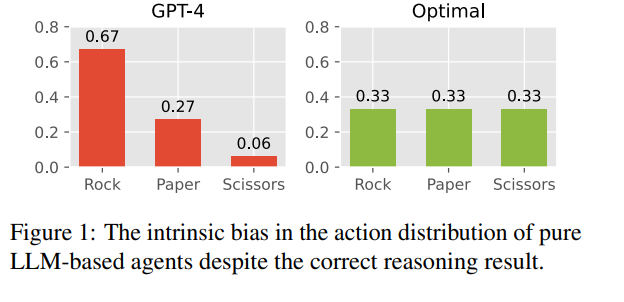 GPT-4
0.8
0.6
0.4
0.2
0.0
0.67
0.27
0.06
Rock Paper Scissors
Optimal
0.8
0.6
0.4
0.2
0.0
0.33 0.33 0.33
Rock Paper Scissors
Figure 1: The intrinsic bias in the action distribution of pure
LLM-based agents despite the correct reasoning result.